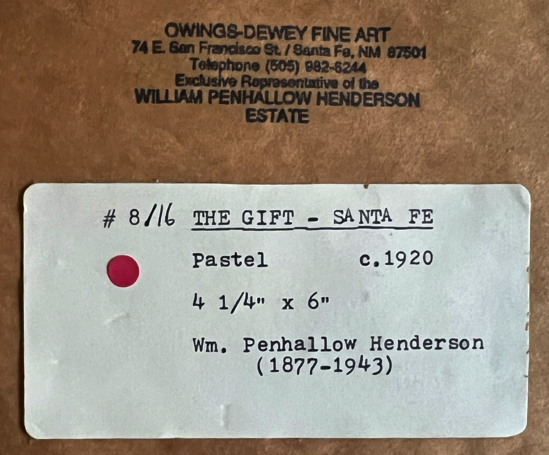 OWINGS-DEWEY FINE ART
74 E. San Francisco St. / Santa Fe, NM 87501
Telephone (505) 982-6244
Exclusive Representative of the
WILLIAM PENHALLOW HENDERSON
ESTATE
# 8/16 THE GIFT - SANTA FE
Pastel c.1920
4 1/4" x 6"
Wm. Penhallow Henderson
(1877-1943)